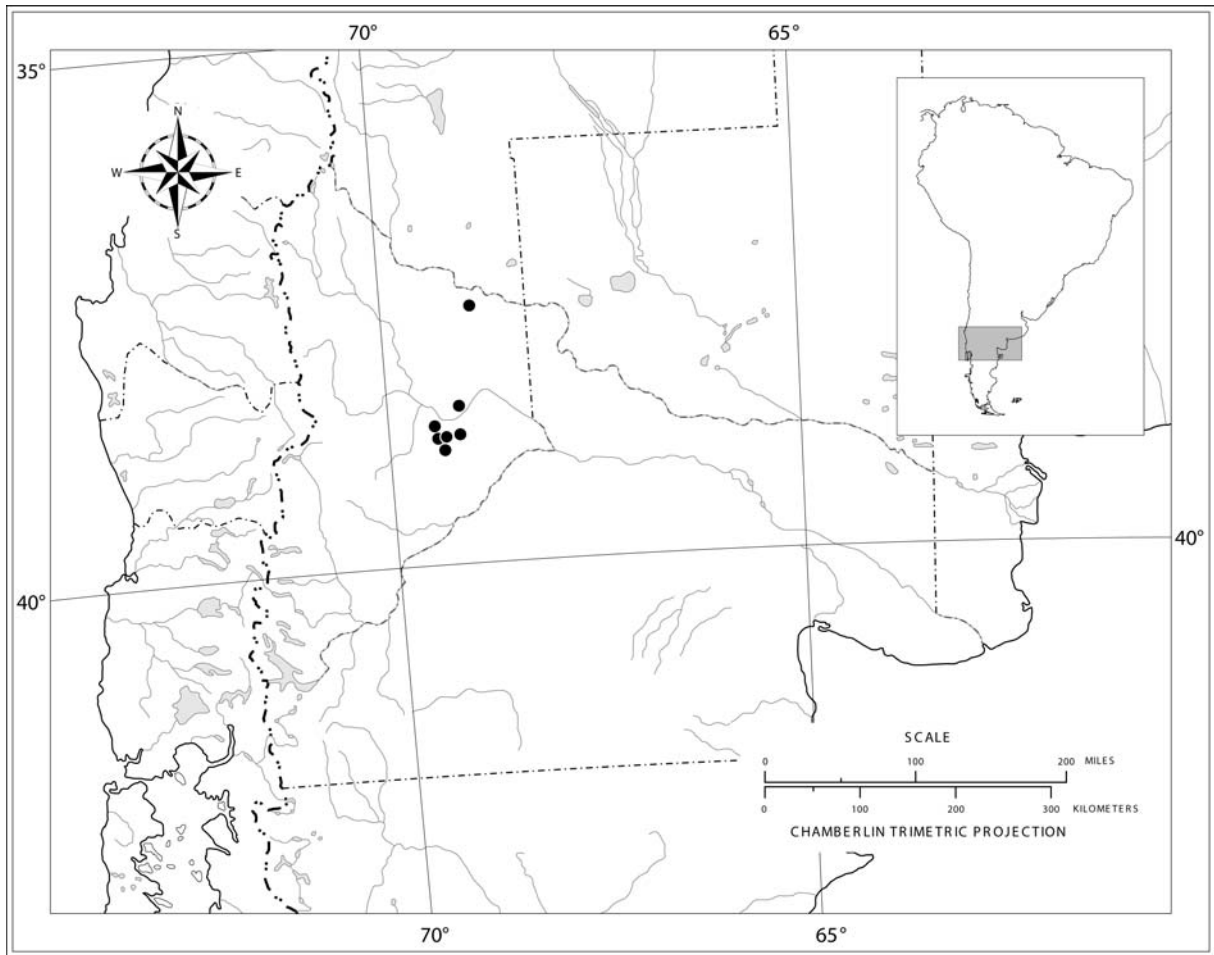 70° 65°
35°
N
W E
S
40°
40°
SCALE
0 100 200 MILES
0 100 200 300 KILOMETERS
CHAMBERLIN TRIMETRIC PROJECTION
70° 65°